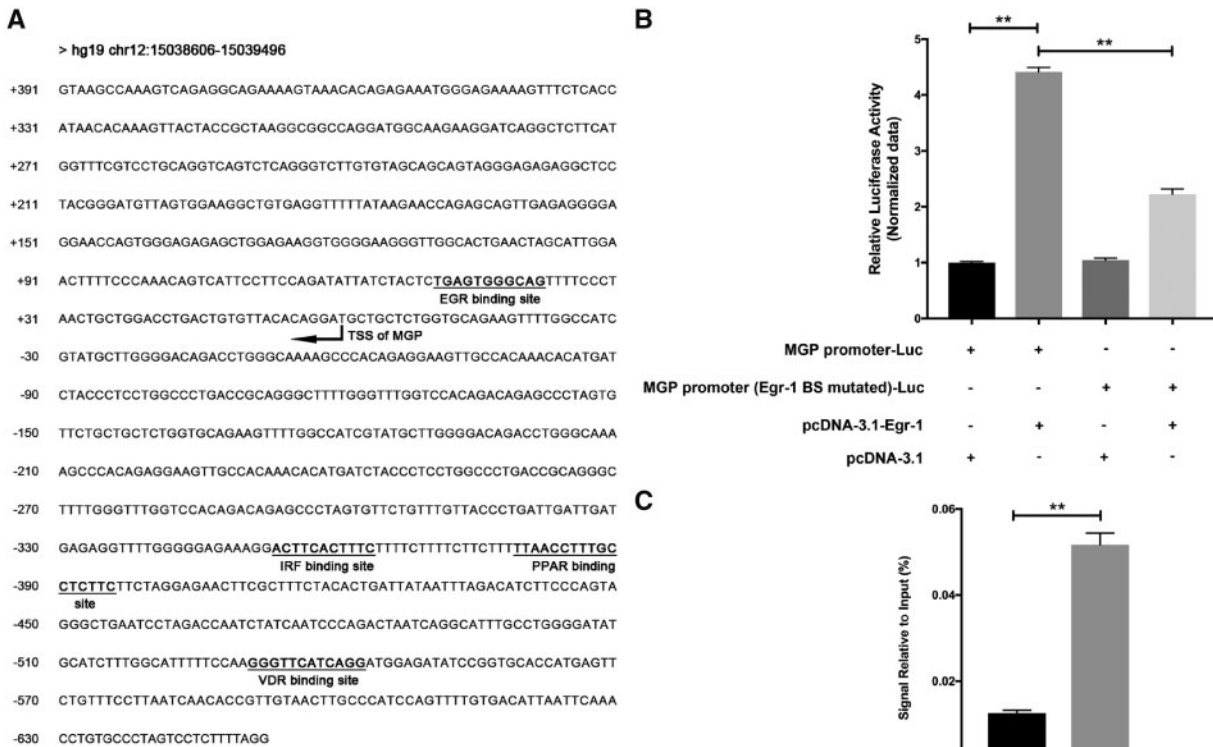 A
> hg19 chr12:15038606-15039496
+391 GTAAGCCAAAGTCAGAGGCAGAAAAGTAAACACAGAGAAATGGGAGAAAAGTTTCTCACC
+331 ATAACACAAAGTTACTACCGCTAAGGCGGCCAGGATGGCAAGAAGGATCAGGCTCTTCAT
+271 GGTTTCGTCCTGCAGGTCAGTCTCAGGGTCTTGTGTAGCAGCAGTAGGGAGAGAGGCTCC
+211 TACGGGATGTTAGTGGAAGGCTGTGAGGTTTTTATAAGAACCAGAGCAGTTGAGAGGGGA
+151 GGAACCAGTGGGAGAGAGCTGGAGAAGGTGGGGAAGGGTTGGCACTGAACTAGCATTGGA
+91 ACTTTTCCCAAACAGTCATTCCTTCCAGATATTATCTACTCTGAGTGGGCAGTTTTCCCT
EGR binding site
+31 AACTGCTGGACCTGACTGTGTTACACAGGATGCTGCTCTGGTGCAGAAGTTTTGGCCATC
TSS of MGP
-30 GTATGCTTGGGGACAGACCTGGGCAAAAGCCCACAGAGGAAGTTGCCACAAACACATGAT
-90 CTACCCTCCTGGCCCTGACCGCAGGGCTTTTGGGTTTGGTCCACAGACAGAGCCCTAGTG
-150 TTCTGCTGCTCTGGTGCAGAAGTTTTGGCCATCGTATGCTTGGGGACAGACCTGGGCAAA
-210 AGCCCACAGAGGAAGTTGCCACAAACACATGATCTACCCTCCTGGCCCTGACCGCAGGGC
-270 TTTTGGGTTTGGTCCACAGACAGAGCCCTAGTGTTCTGTTTGTTACCCTGATTGATTGAT
-330 GAGAGGTTTTGGGGGAGAAAGGACTTCACTTTCTTTTCTTTTCTTCTTTTTAACCTTTGC
IRF binding site PPAR binding
-390 CTCTTCTTCTAGGAGAACTTCGCTTTCTACACTGATTATAATTTAGACATCTTCCCAGTA
site
-450 GGGCTGAATCCTAGACCAATCTATCAATCCCAGACTAATCAGGCATTTGCCTGGGGATAT
-510 GCATCTTTGGCATTTTTCCAAGGGTTCATCAGGATGGAGATATCCGGTGCACCATGAGTT
VDR binding site
-570 CTGTTTCCTTAATCAACACCGTTGTAACTTGCCCATCCAGTTTTGTGACATTAATTCAAA
-630 CCTGTGCCCTAGTCCTCTTTTAGG
B
Relative Luciferase Activity
(Normalized data)
5
4
3
2
1
0
**
**
MGP promoter-Luc + + - -
MGP promoter (Egr-1 BS mutated)-Luc - - + +
pcDNA-3.1-Egr-1 - + - +
pcDNA-3.1 + - + -
C
Signal Relative to Input (%)
0.06
0.04
0.02
**